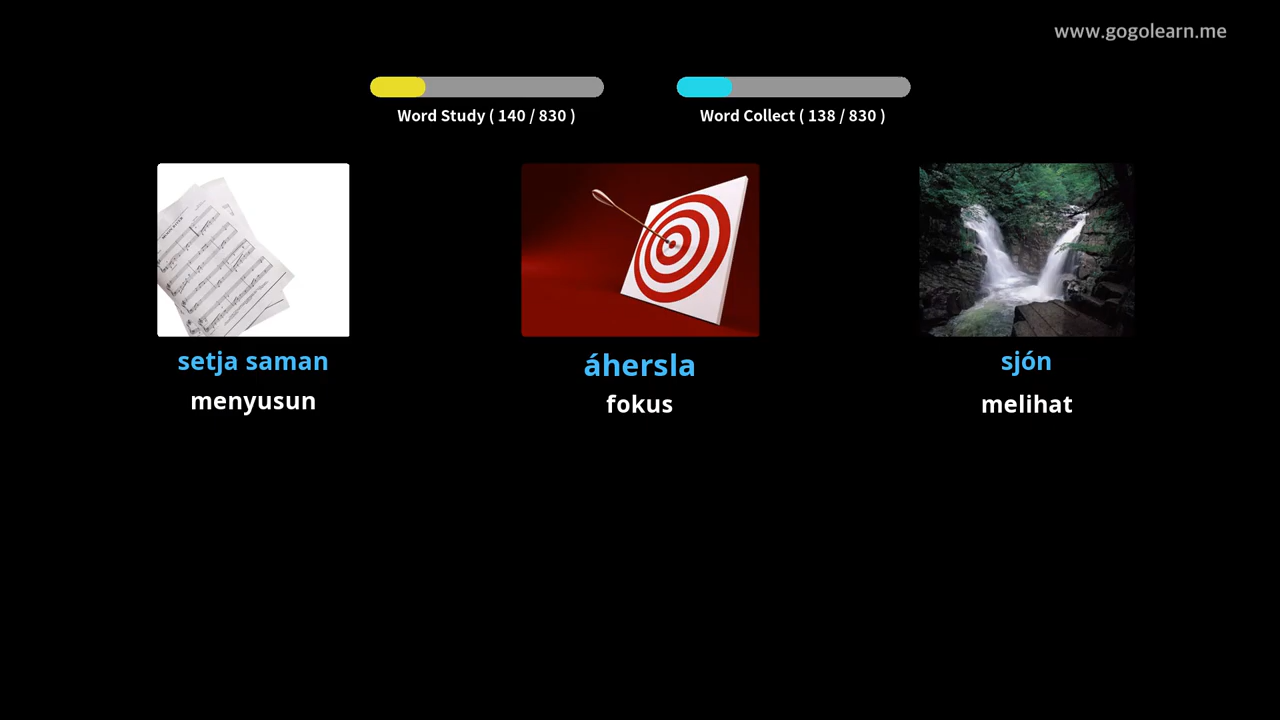 www.gogolearn.me
Word Study ( 140 / 830 )
Word Collect ( 138 / 830 )
setja saman
menyusun
áhersla
fokus
sjón
melihat